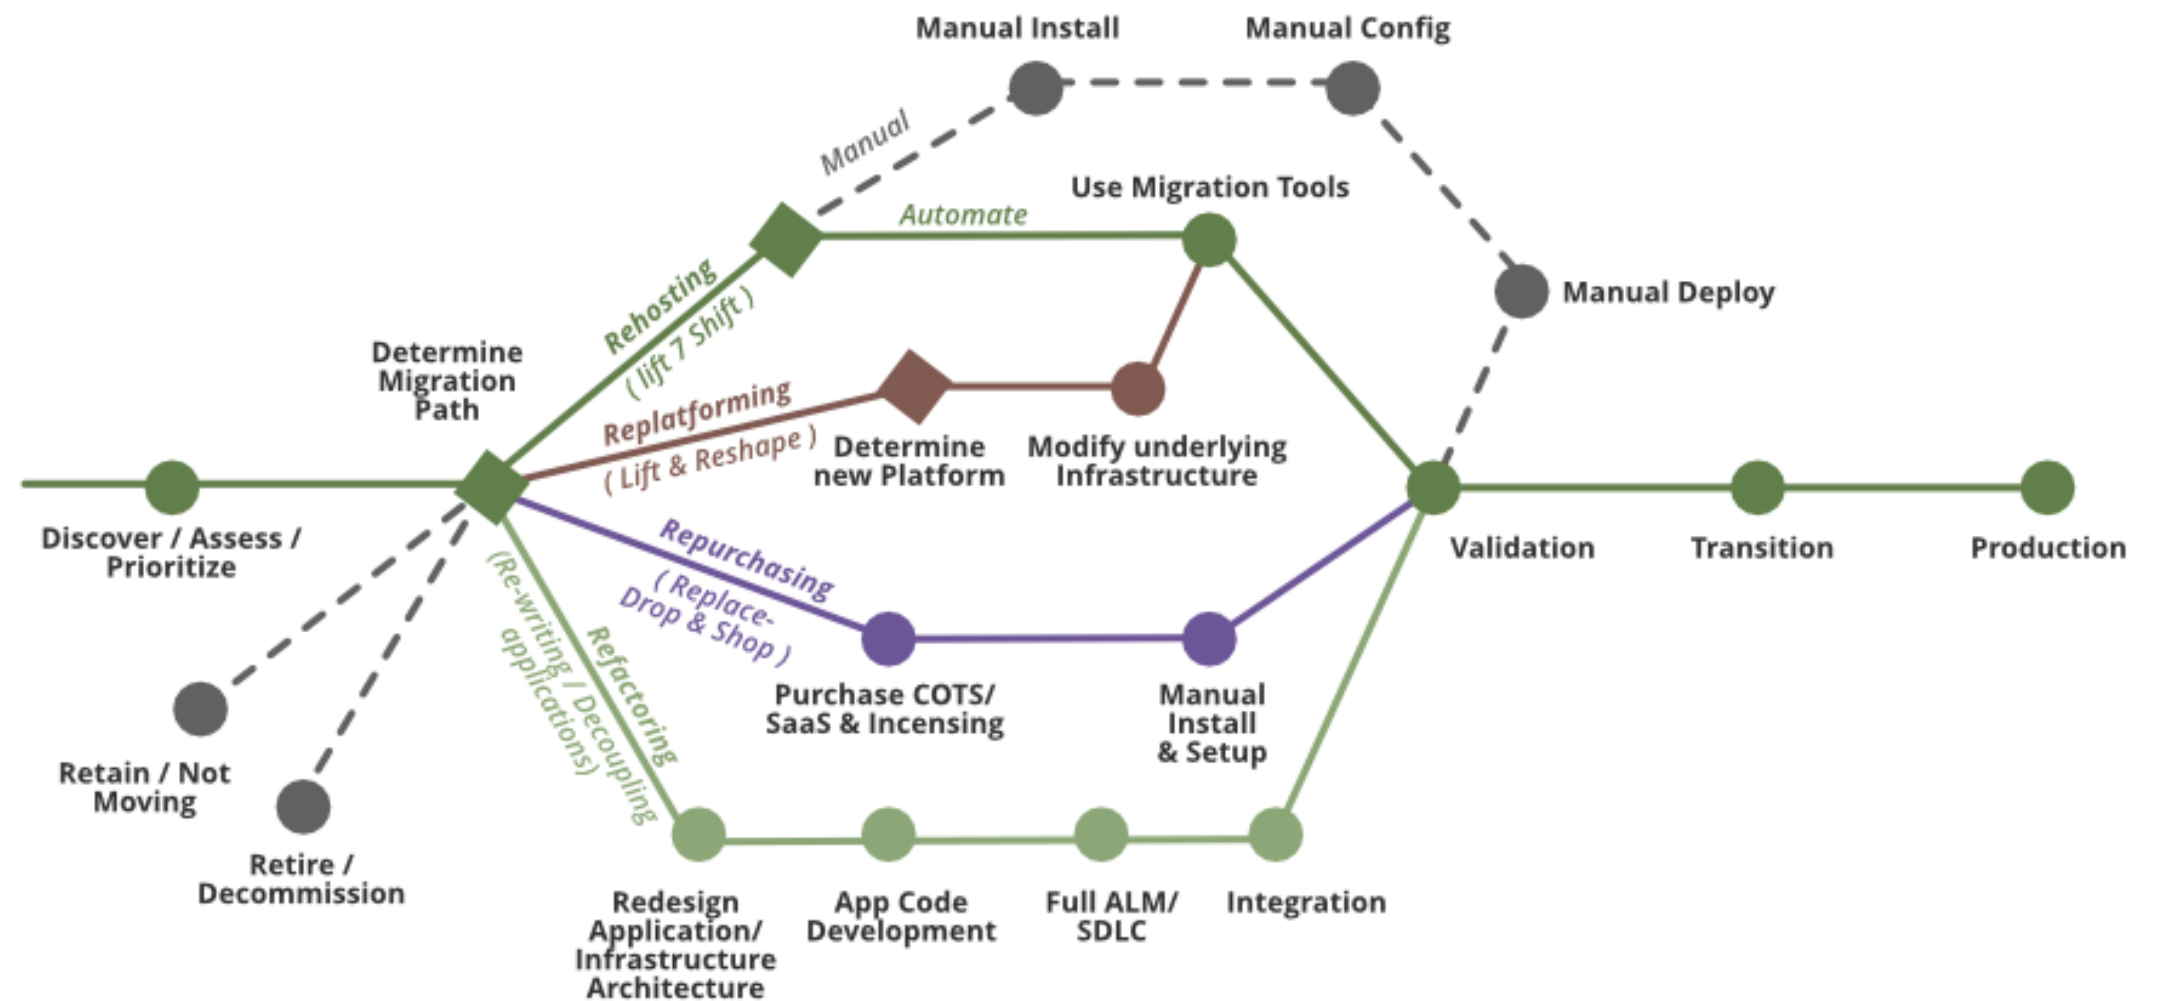 Manual Install
Manual Config
Manual
Use Migration Tools
Automate
Rehosting
( lift 7 Shift )
Manual Deploy
Determine
Migration
Path
Replatforming
( Lift & Reshape )
Determine
new Platform
Modify underlying
Infrastructure
Discover / Assess /
Prioritize
Repurchasing
( Replace-
Drop & Shop )
Validation
Transition
Production
Refactoring
(Re-writing / Decoupling
applications)
Purchase COTS/
SaaS & Incensing
Manual
Install
& Setup
Retain / Not
Moving
Retire /
Decommission
Redesign
Application/
Infrastructure
Architecture
App Code
Development
Full ALM/
SDLC
Integration